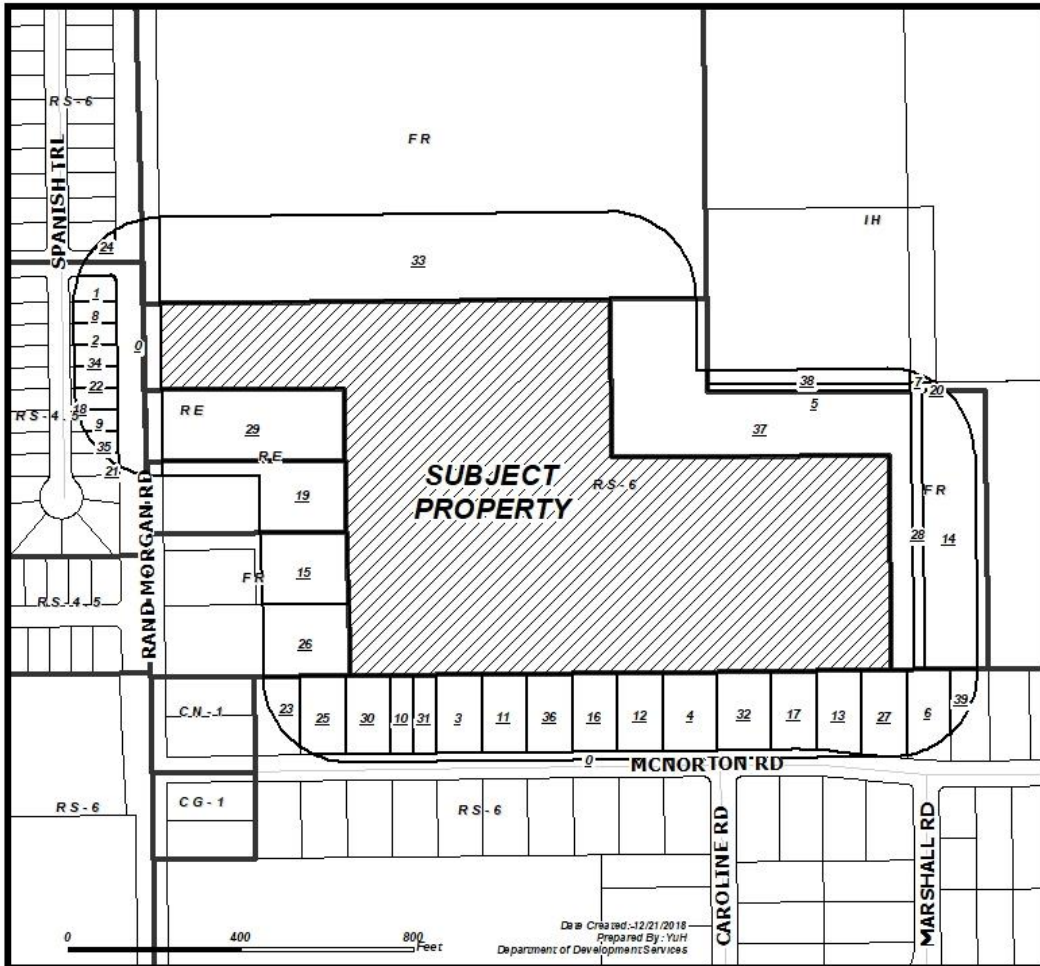 RS-6
FR
SPANISH TRL
IH
24
33
1
8
0
2
34
38
7
20
22
5
18
RE
RS-4.5
9
29
37
35
RE
21
SUBJECT
PROPERTY
RS-6
19
FR
RAND MORGAN RD
28
14
15
FR
RS-4.5
26
CN-1
23
25
30
10
31
3
11
36
16
12
4
32
17
13
27
6
39
0
MCNORTON RD
RS-6
CG-1
RS-6
CAROLINE RD
MARSHALL RD
0
400
800
Feet
Date Created: 12/21/2018
Prepared By: YuH
Department of Development Services